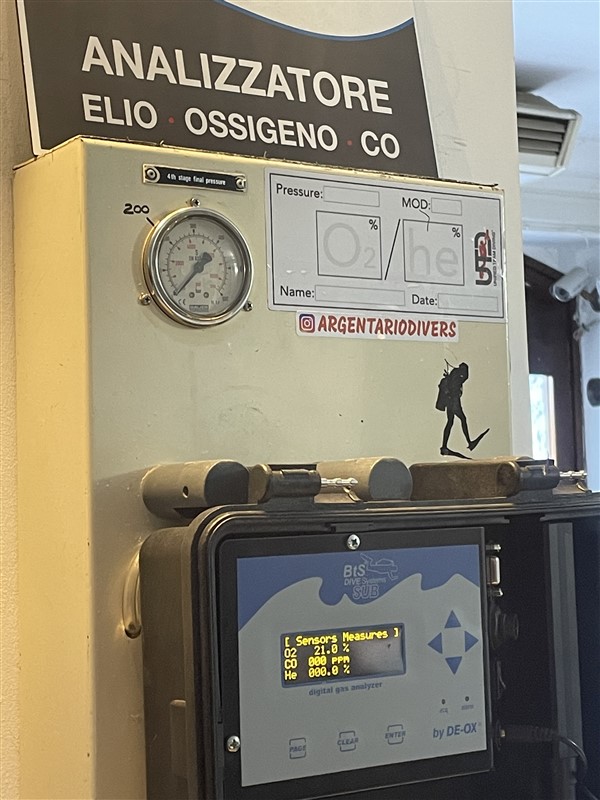 ANALIZZATORE
ELIO · OSSIGENO · CO
4th stage final pressure
200
Pressure:
MOD:
O2 % / he %
Name:
Date:
ARGENTARIODIVERS
BtS
DIVE Systems
SUB
[ Sensors Measures ]
O2 21.0 %
CO 000 ppm
He 000.0 %
digital gas analyzer
PAGE CLEAR ENTER
by DE-OX®